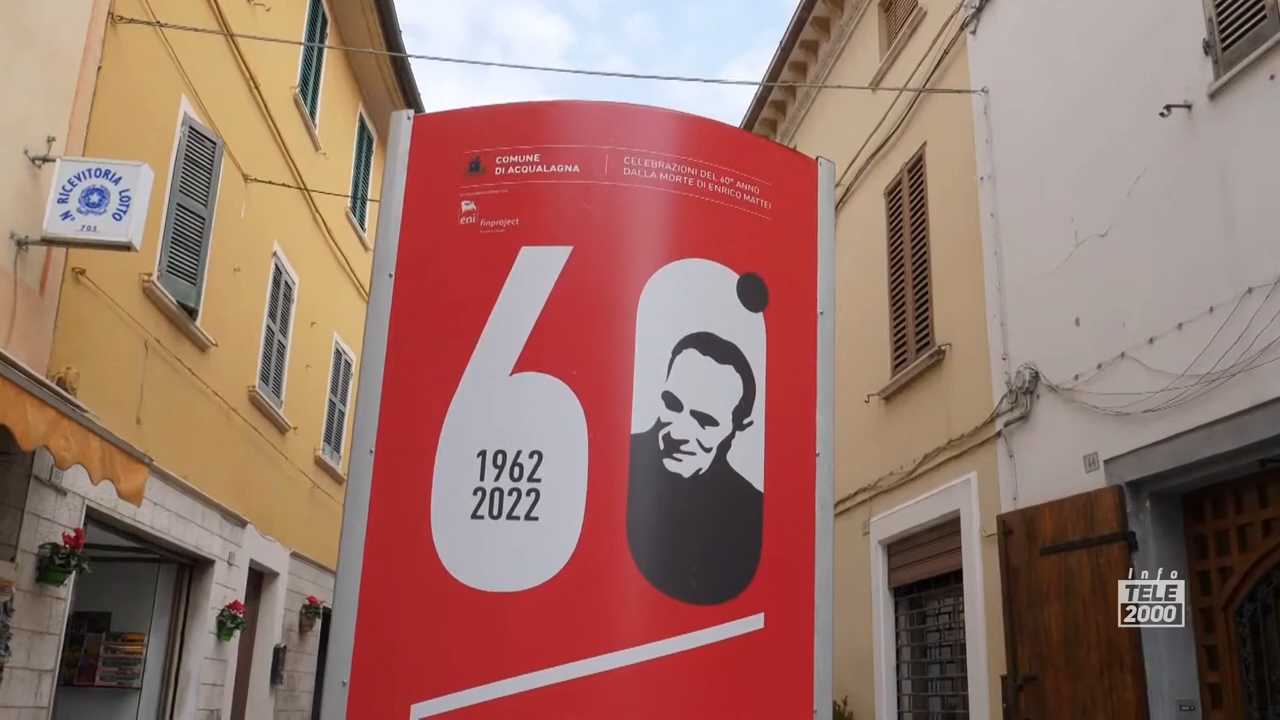 COMUNE
DI ACQUALAGNA
CELEBRAZIONI DEL 60° ANNO
DALLA MORTE DI ENRICO MATTEI
eni
finproject
60
1962
2022
RICEVITORIA LOTTO
N.
703
44
Info
TELE
2000